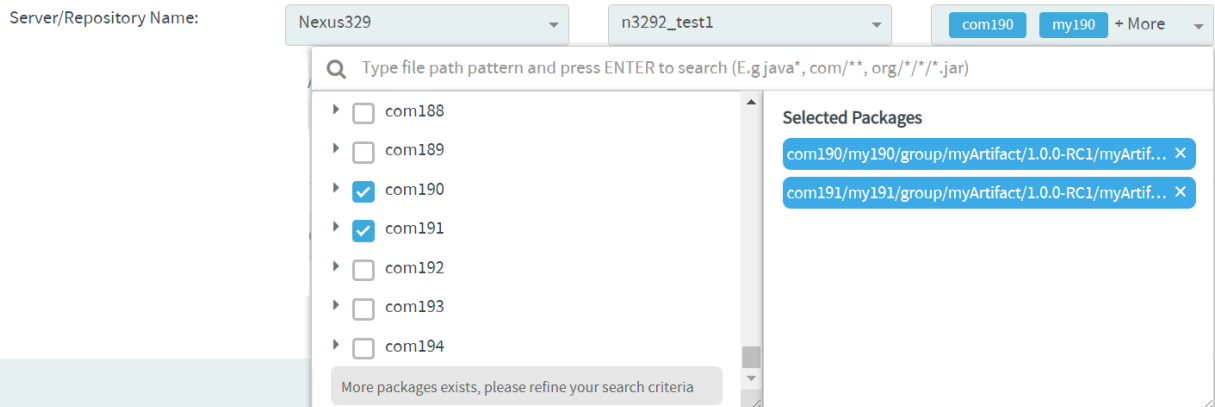 Server/Repository Name:
Nexus329
n3292_test1
com190 my190 + More
Type file path pattern and press ENTER to search (E.g java*, com/**, org/*/*/*.jar)
com188
com189
com190
com191
com192
com193
com194
More packages exists, please refine your search criteria
Selected Packages
com190/my190/group/myArtifact/1.0.0-RC1/myArtif... ×
com191/my191/group/myArtifact/1.0.0-RC1/myArtif... ×